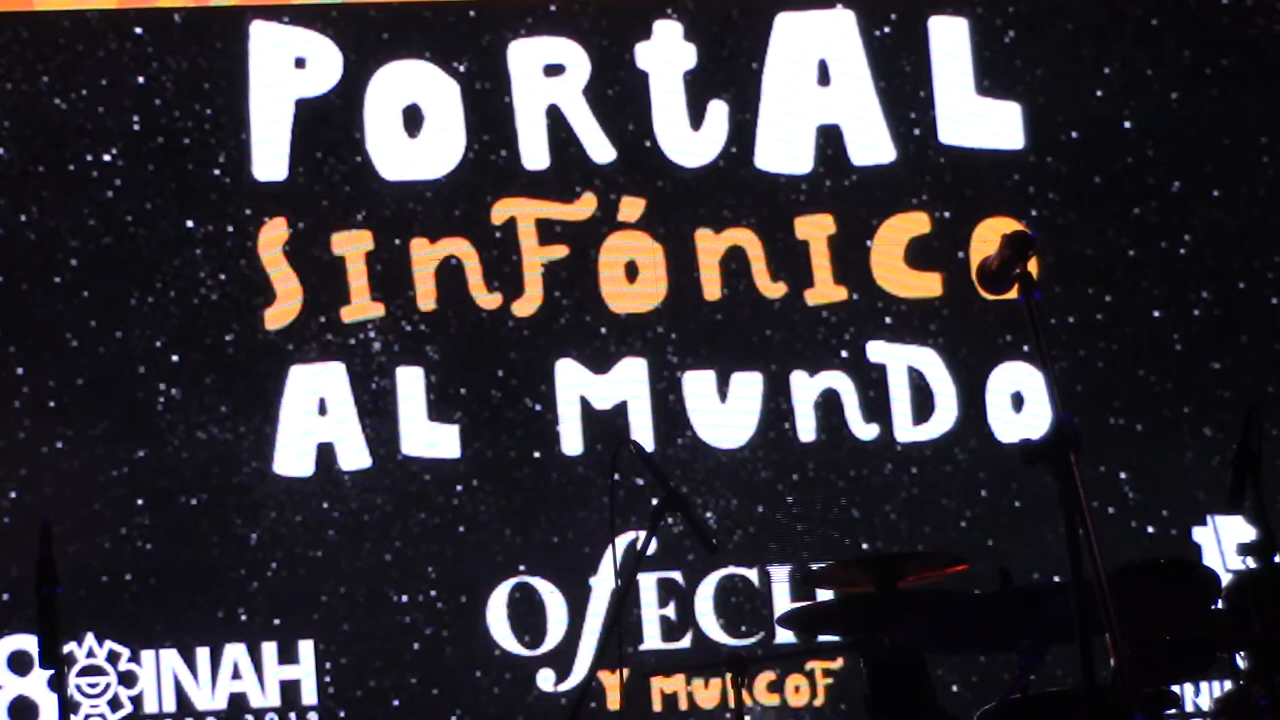 PORTAL
SINFÓNICO
AL MUNDO
OFECH
Y MURCOF
INAH